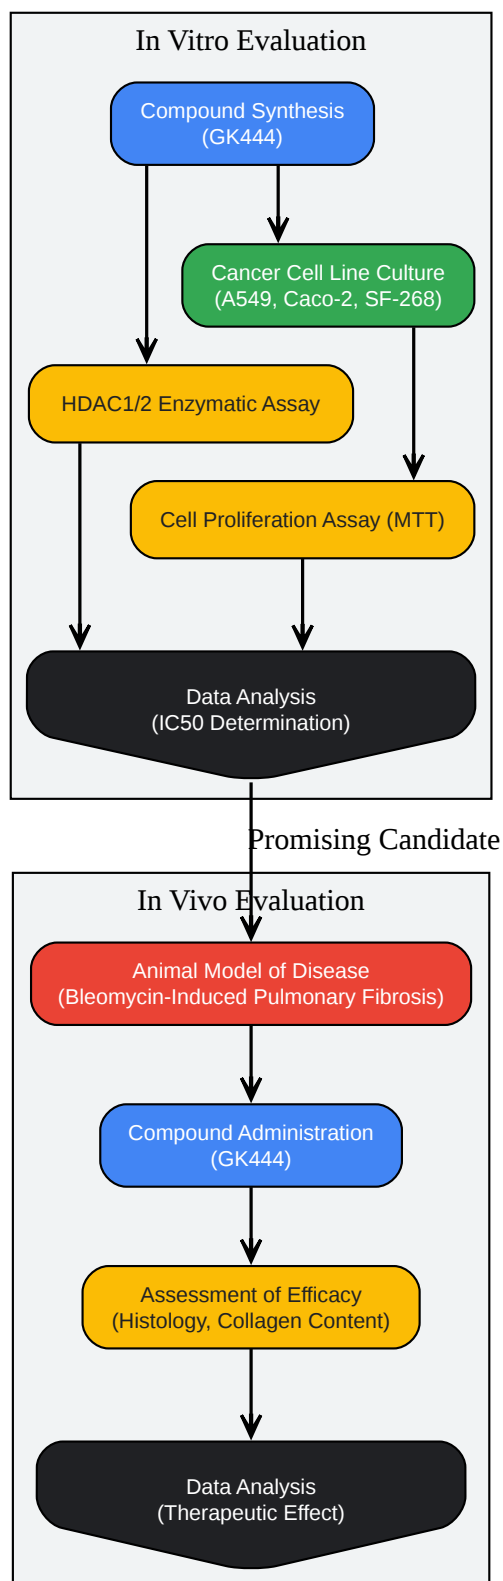 In Vitro Evaluation
Compound Synthesis
(GK444)
Cancer Cell Line Culture
(A549, Caco-2, SF-268)
HDAC1/2 Enzymatic Assay
Cell Proliferation Assay (MTT)
Data Analysis
(IC50 Determination)
Promising Candidate
In Vivo Evaluation
Animal Model of Disease
(Bleomycin-Induced Pulmonary Fibrosis)
Compound Administration
(GK444)
Assessment of Efficacy
(Histology, Collagen Content)
Data Analysis
(Therapeutic Effect)